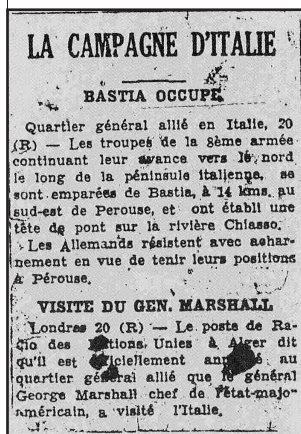 LA CAMPAGNE D'ITALIE
BASTIA OCCUPE
Quartier général allié en Italie, 20
(R) — Les troupes de la 8ème armée
continuant leur avance vers le nord
le long de la péninsule italienne, se
sont emparées de Bastia, à 14 kms. au
sud-est de Perouse, et ont établi une
tête de pont sur la rivière Chiasso.
Les Allemands résistent avec achar-
nement en vue de tenir leurs positions
à Pérouse.
VISITE DU GEN. MARSHALL
Londres 20 (R) — Le poste de Ra-
dio des Unies à Alger dit
qu'il est au
quartier général allié que le général
George Marshall chef de l'état-majo-
américain, a visité l'Italie.